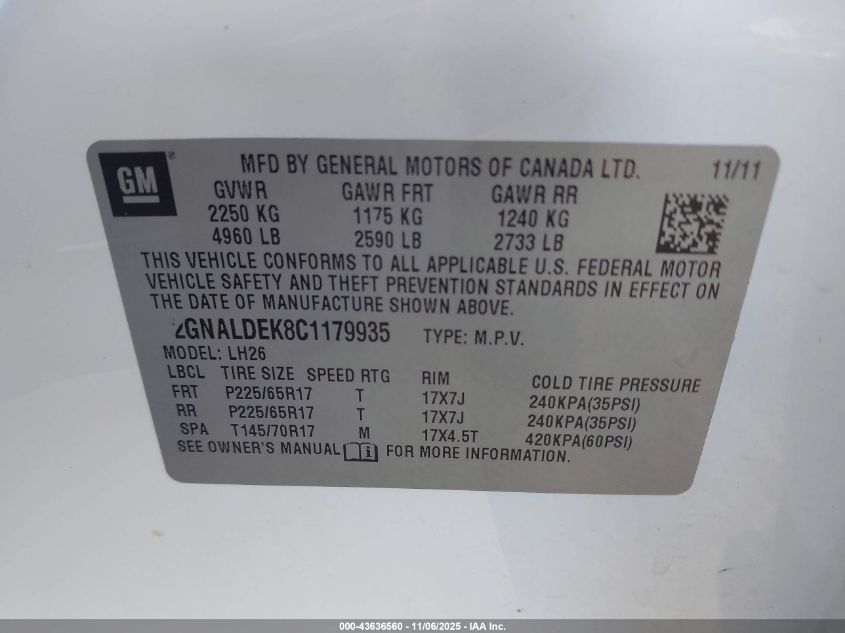 GM ® MFD BY GENERAL MOTORS OF CANADA LTD. 11/11
GVWR GAWR FRT GAWR RR
2250 KG 1175 KG 1240 KG
4960 LB 2590 LB 2733 LB
THIS VEHICLE CONFORMS TO ALL APPLICABLE U.S. FEDERAL MOTOR
VEHICLE SAFETY AND THEFT PREVENTION STANDARDS IN EFFECT ON
THE DATE OF MANUFACTURE SHOWN ABOVE.
2GNALDEK8C1179935 TYPE: M.P.V.
MODEL: LH26
LBCL TIRE SIZE SPEED RTG RIM COLD TIRE PRESSURE
FRT P225/65R17 T 17X7J 240KPA(35PSI)
RR P225/65R17 T 17X7J 240KPA(35PSI)
SPA T145/70R17 M 17X4.5T 420KPA(60PSI)
SEE OWNER'S MANUAL i FOR MORE INFORMATION.
000-43636560 - 11/06/2025 - IAA Inc.